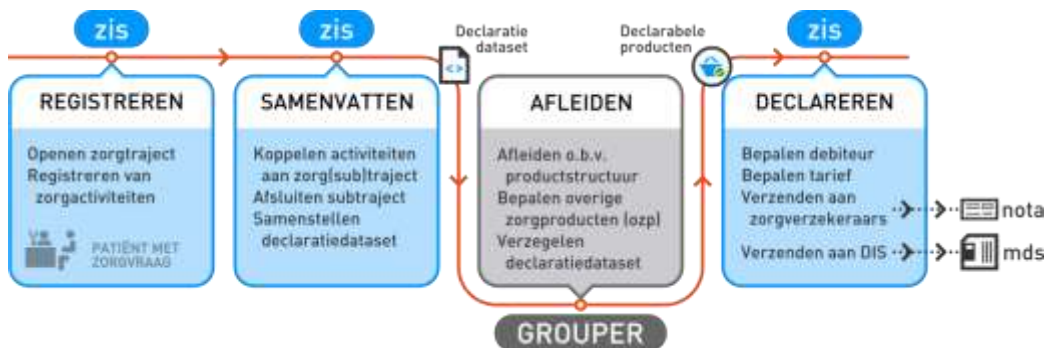 zis
REGISTREREN
Openen zorgtraject
Registreren van
zorgactiviteiten
PATIËNT MET
ZORGVRAAG
zis
SAMENVATTEN
Koppelen activiteiten
aan zorg(sub)traject
Afsluiten subtraject
Samenstellen
declaratiedataset
Declaratie
dataset
<>
AFLEIDEN
Afleiden o.b.v.
productstructuur
Bepalen overige
zorgproducten (ozp)
Verzegelen
declaratiedataset
GROUPER
Declarabele
producten
zis
DECLAREREN
Bepalen debiteur
Bepalen tarief
Verzenden aan
zorgverzekeraars
nota
Verzenden aan DIS
mds